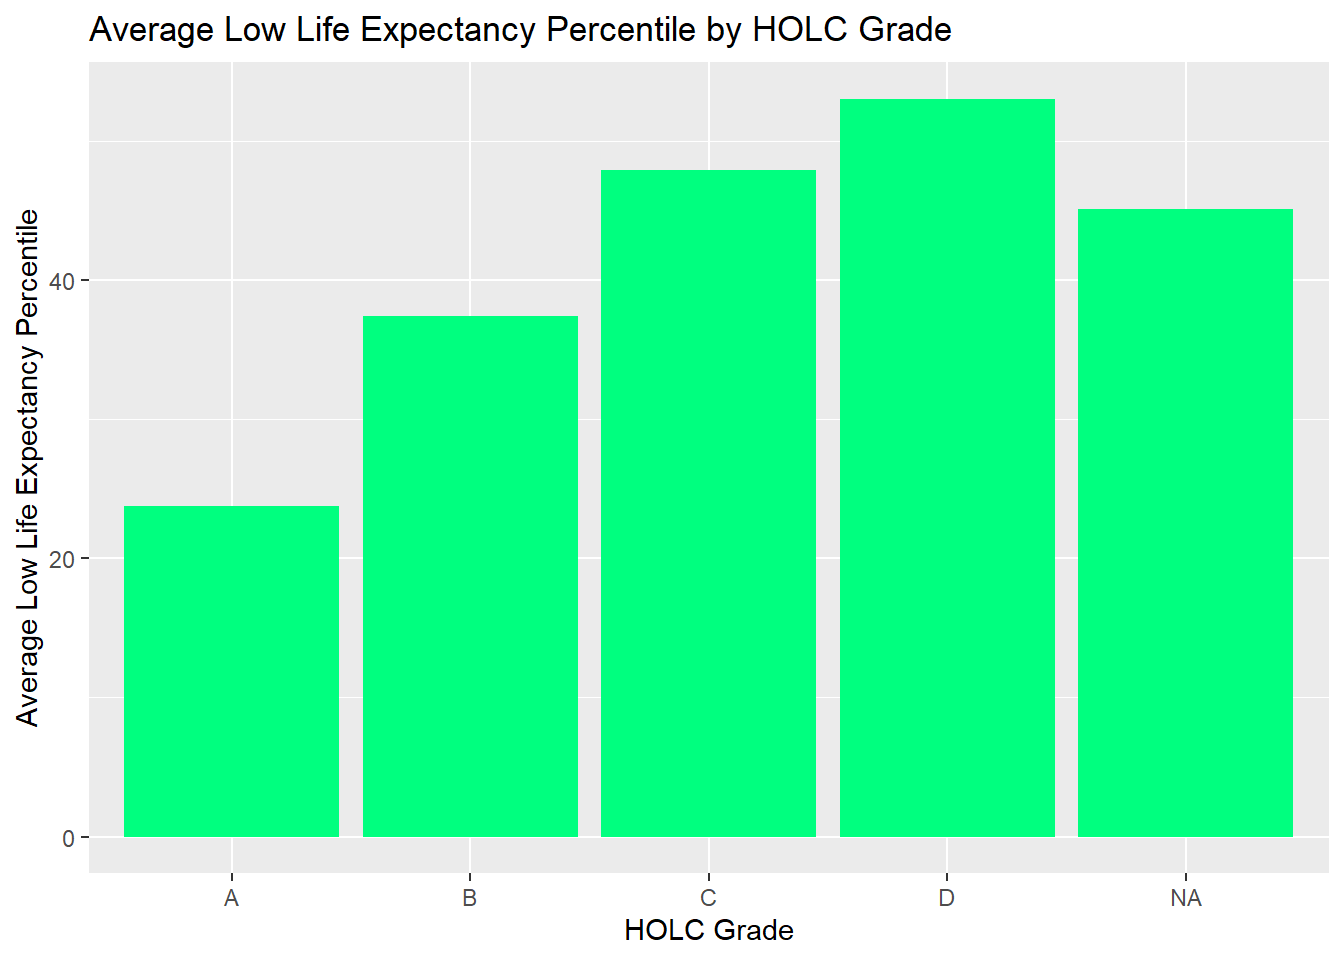 Average Low Life Expectancy Percentile by HOLC Grade
Average Low Life Expectancy Percentile
40
20
0
A
B
C
D
NA
HOLC Grade